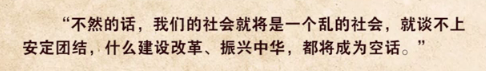 “不然的话，我们的社会就将是一个乱的社会，就谈不上
安定团结，什么建设改革、振兴中华，都将成为空话。”